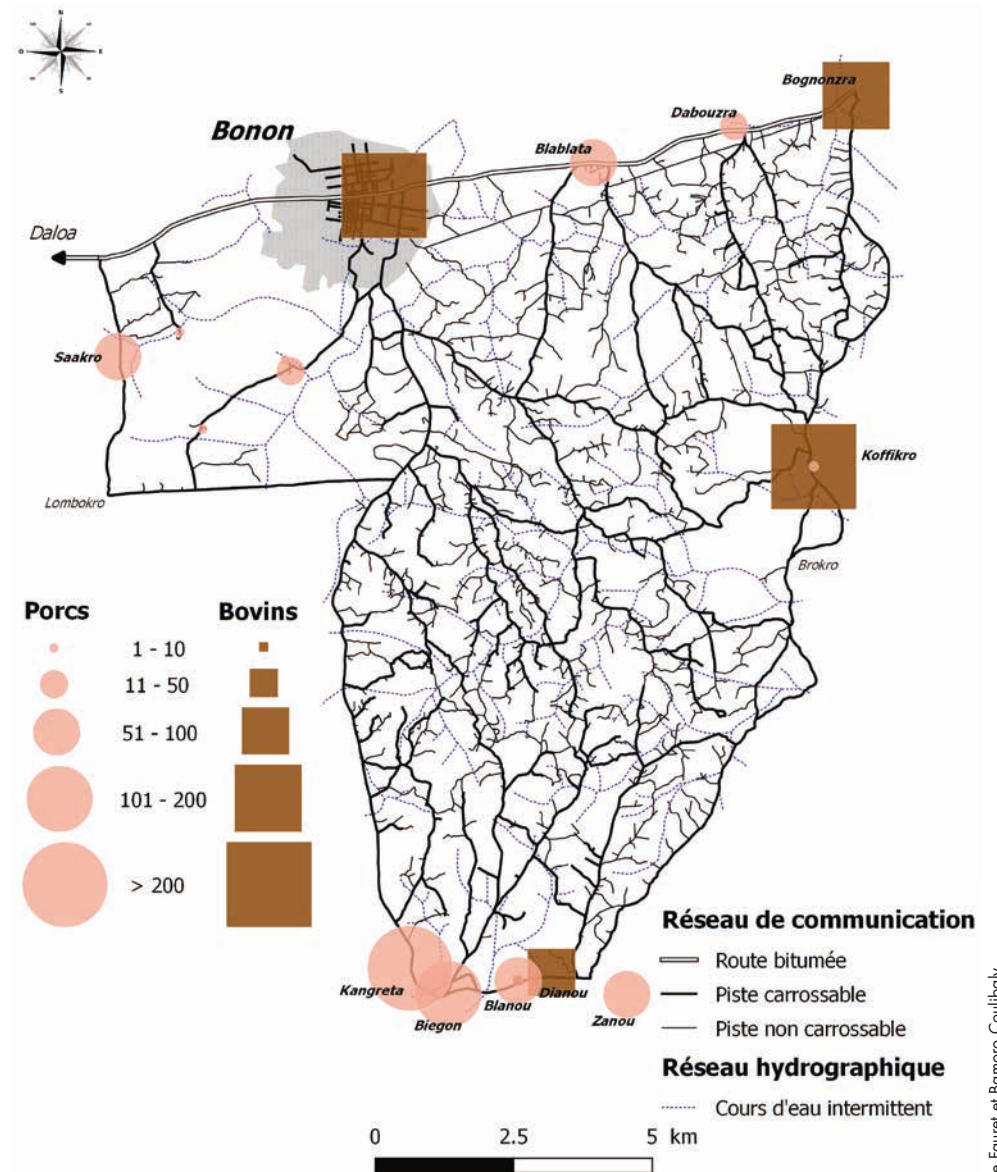 N
O
E
S
Bognonzra
Dabouzra
Bonon
Blablata
Daloa
Saakro
Koffikro
Lombokro
Brokro
Porcs
Bovins
1 - 10
11 - 50
51 - 100
101 - 200
> 200
Réseau de communication
Route bitumée
Piste carrossable
Piste non carrossable
Réseau hydrographique
Cours d'eau intermittent
Kangreta
Biegon
Blanou
Dianou
Zanou
0
2.5
5
km
Fauret et Bamoro Coulibaly